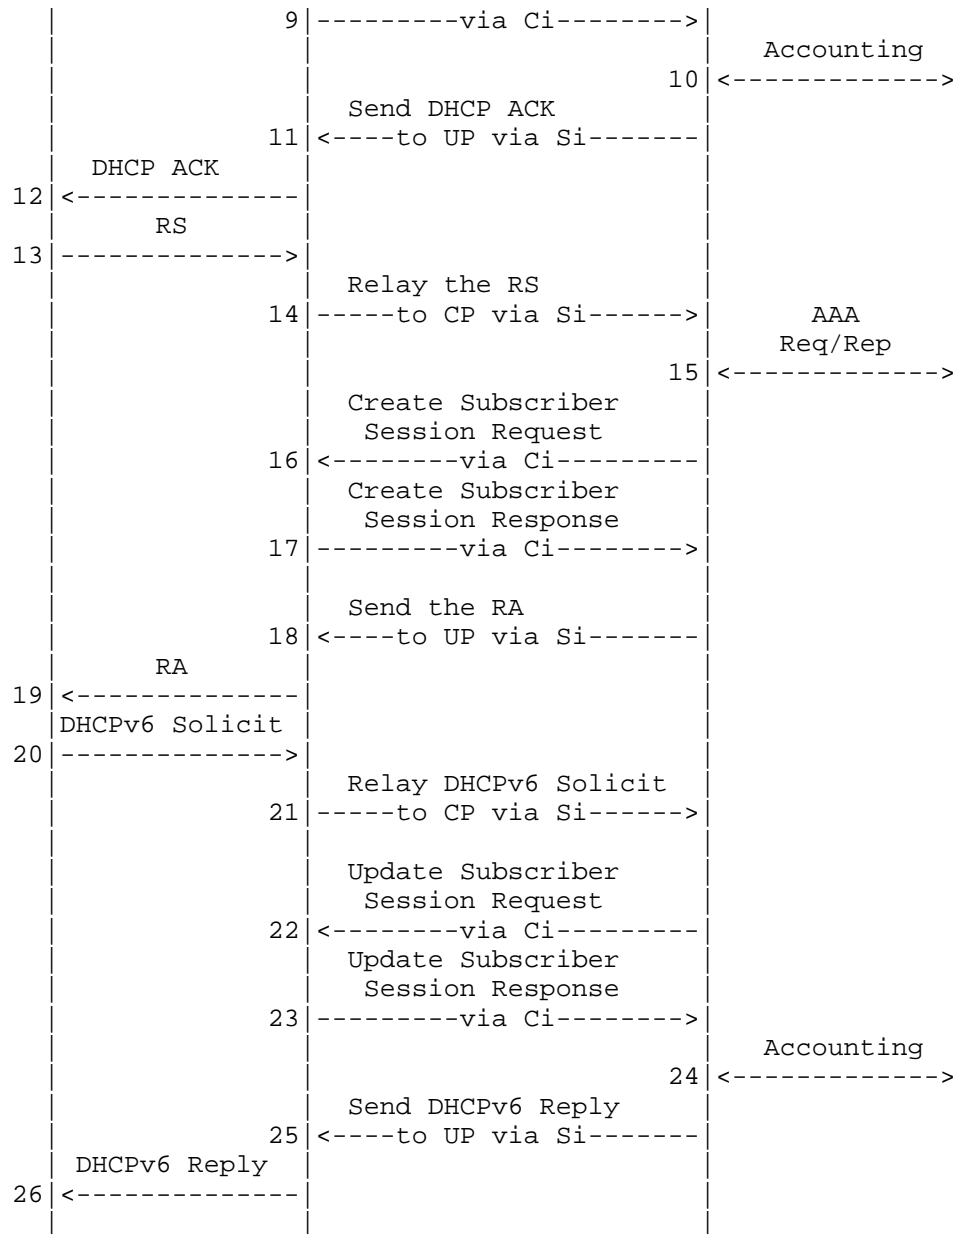 9|---------via Ci-------->|
Accounting
10|<------------->
Send DHCP ACK
11|<----to UP via Si-------|
DHCP ACK
12|<--------------|
RS
13|-------------->|
Relay the RS
14|-----to CP via Si------>| AAA
Req/Rep
15|<------------->
Create Subscriber
Session Request
16|<--------via Ci---------|
Create Subscriber
Session Response
17|---------via Ci-------->|
Send the RA
18|<----to UP via Si-------|
RA
19|<--------------|
|DHCPv6 Solicit|
20|-------------->|
Relay DHCPv6 Solicit
21|-----to CP via Si------>|
Update Subscriber
Session Request
22|<--------via Ci---------|
Update Subscriber
Session Response
23|---------via Ci-------->|
Accounting
24|<------------->
Send DHCPv6 Reply
25|<----to UP via Si-------|
DHCPv6 Reply
26|<--------------|